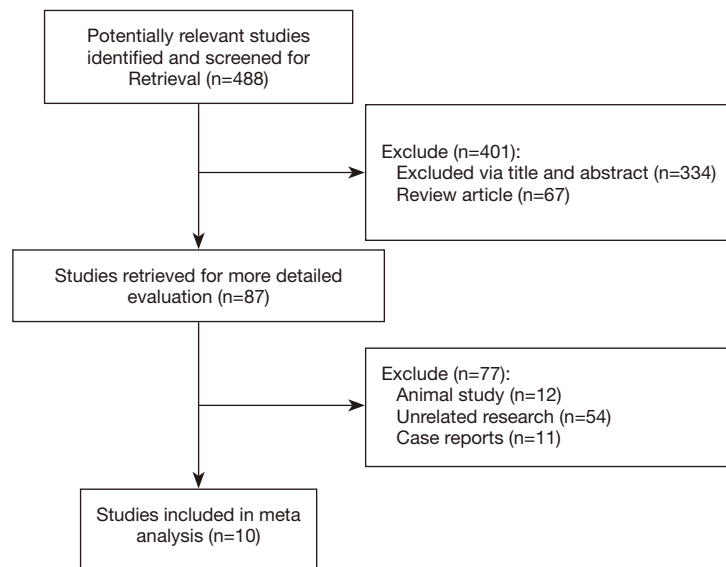 Potentially relevant studies
identified and screened for
Retrieval (n=488)
Exclude (n=401):
Excluded via title and abstract (n=334)
Review article (n=67)
Studies retrieved for more detailed
evaluation (n=87)
Exclude (n=77):
Animal study (n=12)
Unrelated research (n=54)
Case reports (n=11)
Studies included in meta
analysis (n=10)